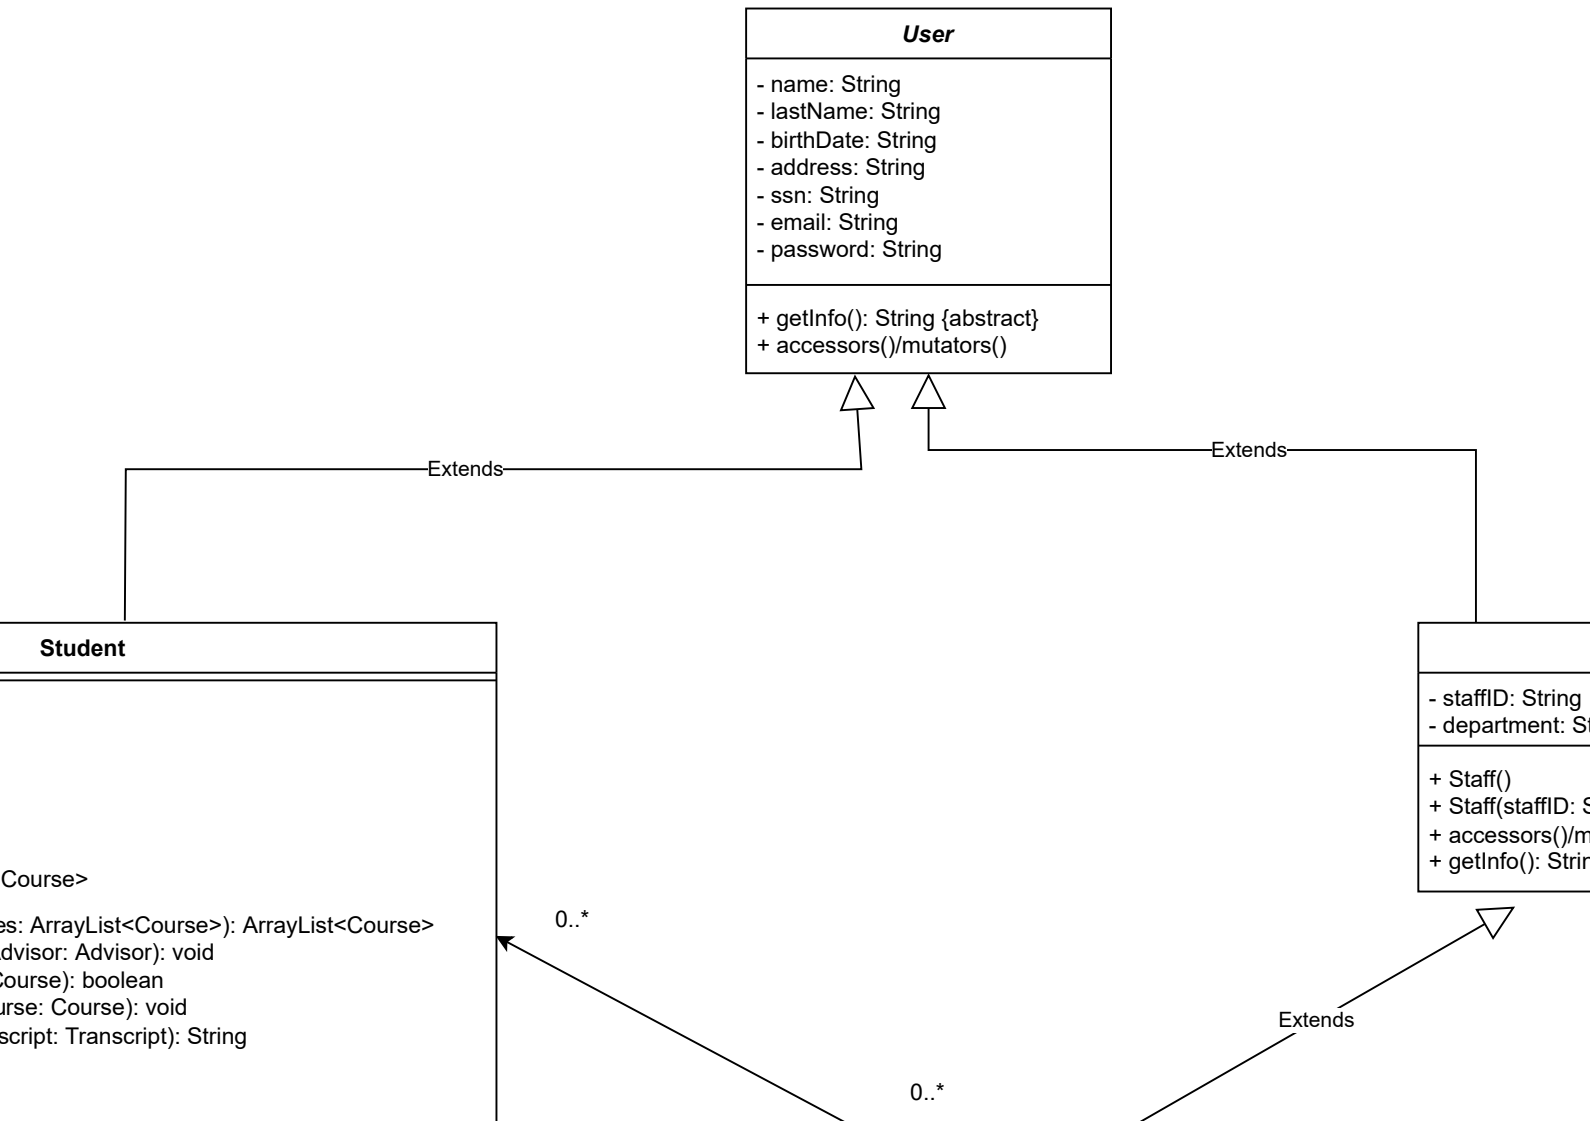 User
- name: String
- lastName: String
- birthDate: String
- address: String
- ssn: String
- email: String
- password: String
+ getInfo(): String {abstract}
+ accessors()/mutators()
Extends
Extends
Student
Course>
es: ArrayList<Course>): ArrayList<Course>
dvisor: Advisor): void
Course): boolean
urse: Course): void
script: Transcript): String
- staffID: String
- department: St
+ Staff()
+ Staff(staffID: S
+ accessors()/m
+ getInfo(): Strin
0..*
Extends
0..*